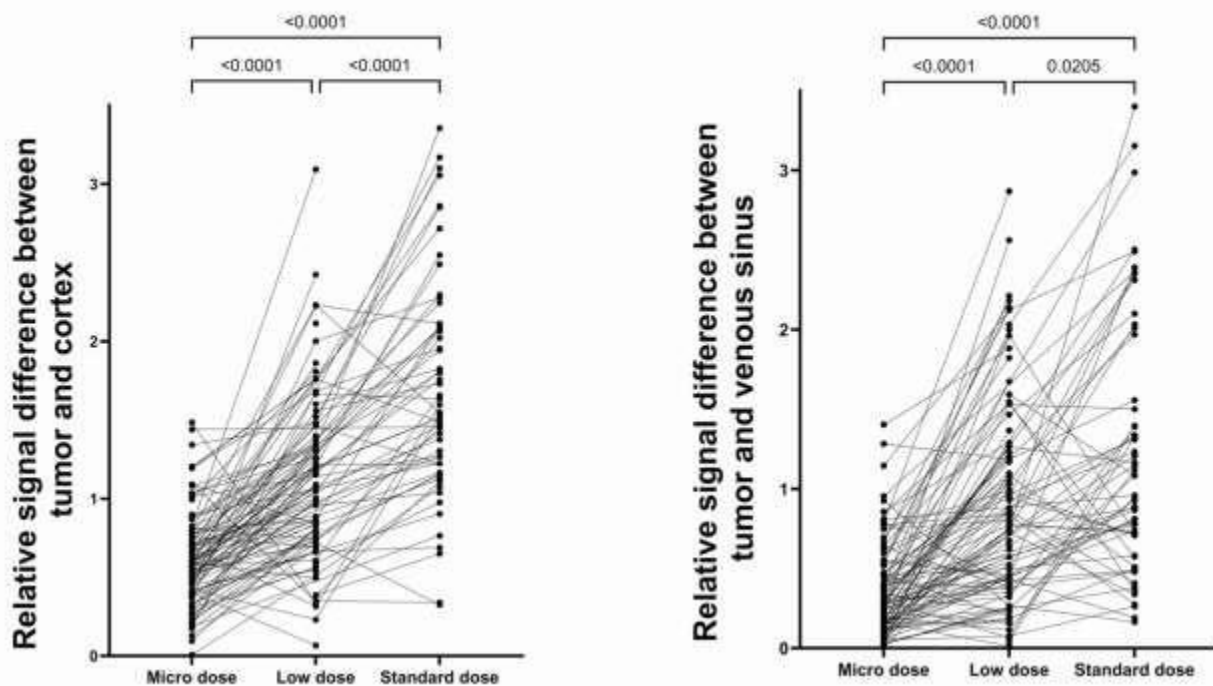 <0.0001
<0.0001 <0.0001
Relative signal difference between
tumor and cortex
3
2
1
0
Micro dose Low dose Standard dose
<0.0001
<0.0001 0.0205
Relative signal difference between
tumor and venous sinus
3
2
1
0
Micro dose Low dose Standard dose